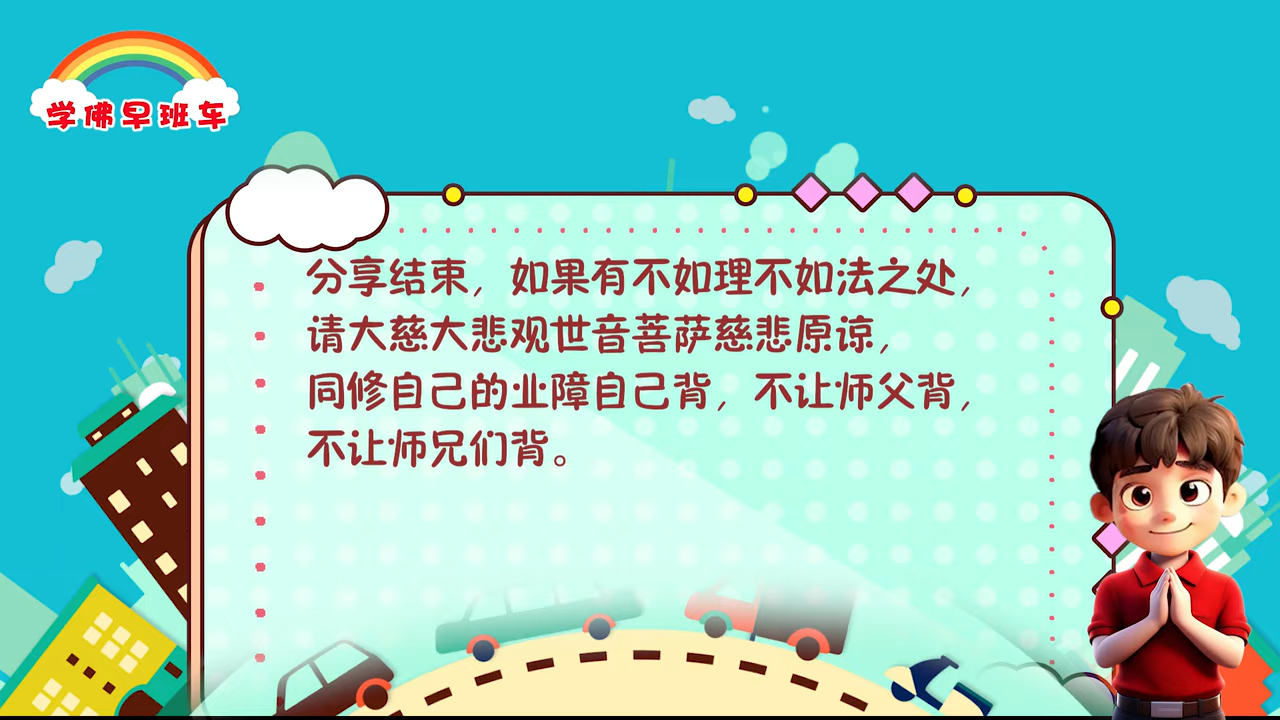 学佛早班车
分享结束，如果有不如理不如法之处，
请大慈大悲观世音菩萨慈悲原谅，
同修自己的业障自己背，不让师父背，
不让师兄们背。